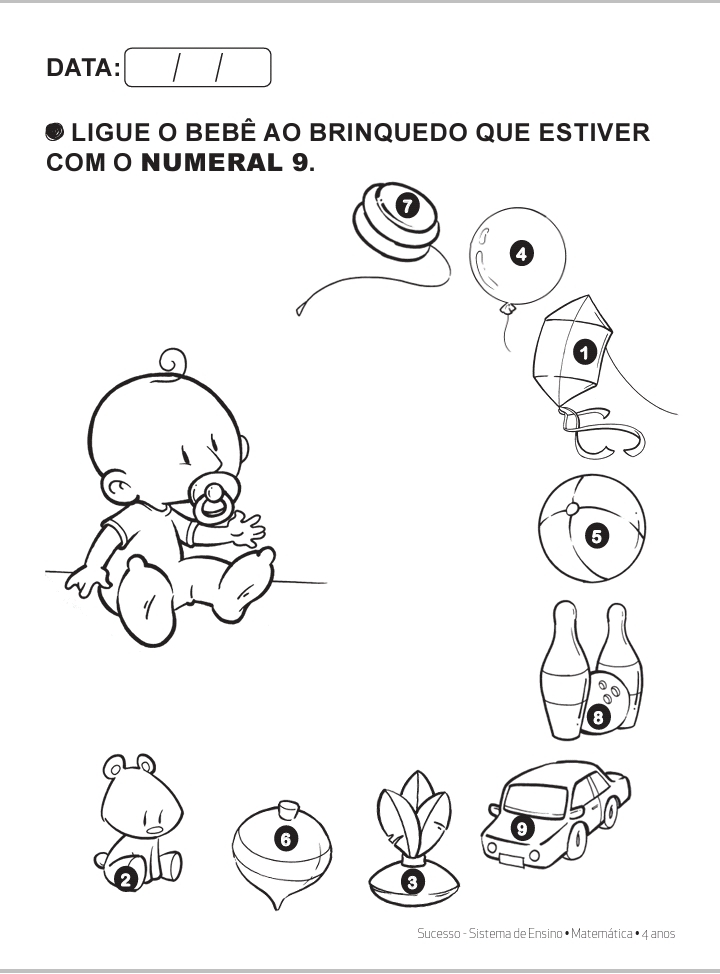 DATA: / /
● LIGUE O BEBÊ AO BRINQUEDO QUE ESTIVER
COM O NUMERAL 9.
7
4
1
5
8
9
6
3
2
Sucesso - Sistema de Ensino • Matemática • 4 anos